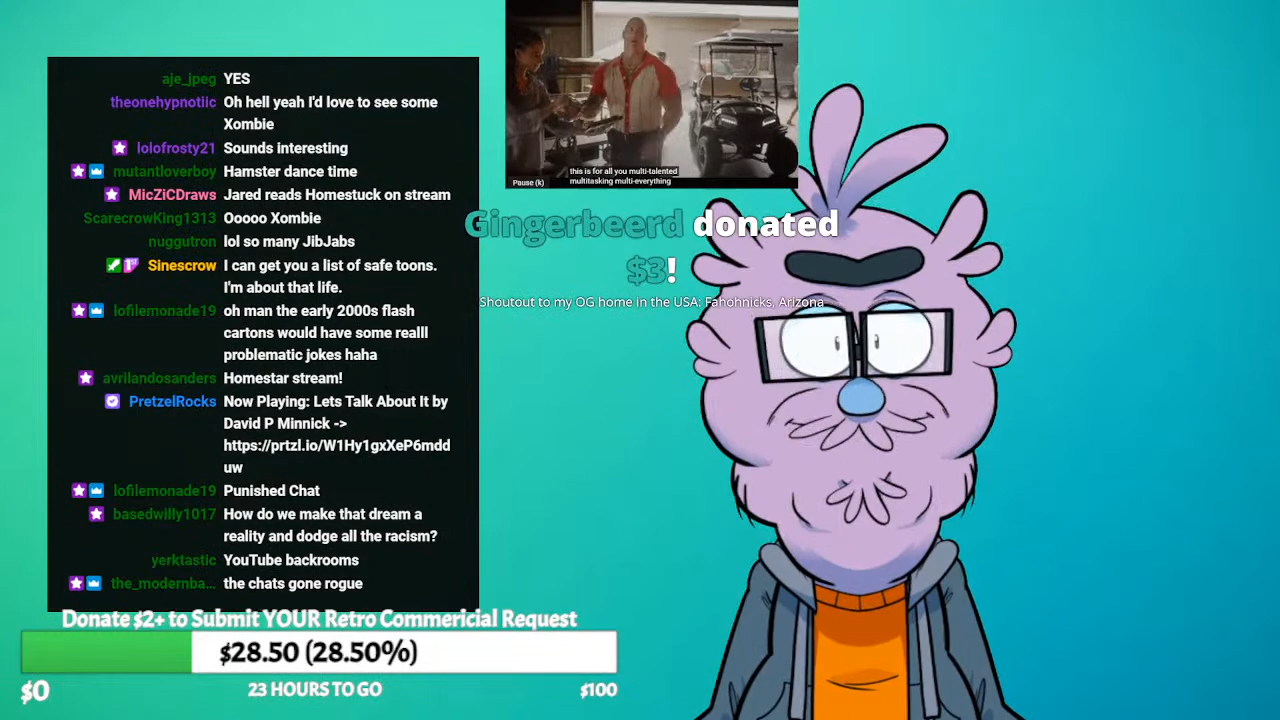 aje_jpeg YES
theonehypnotiic Oh hell yeah I'd love to see some
Xombie
lolofrosty21 Sounds interesting
mutantloverboy Hamster dance time
MicZiCDraws Jared reads Homestuck on stream
ScarecrowKing1313 Ooooo Xombie
nuggutron lol so many JibJabs
Sinescrow I can get you a list of safe toons.
I'm about that life.
lofilemonade19 oh man the early 2000s flash
cartons would have some realll
problematic jokes haha
avrilandosanders Homestar stream!
PretzelRocks Now Playing: Lets Talk About It by
David P Minnick ->
https://prtzl.io/W1Hy1gxXeP6mdd
uw
lofilemonade19 Punished Chat
basedwilly1017 How do we make that dream a
reality and dodge all the racism?
yerktastic YouTube backrooms
the_modernba... the chats gone rogue
this is for all you multi-talented
multitasking multi-everything
Pause (k)
Gingerbeerd donated
$3!
Shoutout to my OG home in the USA: Fahohnicks, Arizona
Donate $2+ to Submit YOUR Retro Commericial Request
$28.50 (28.50%)
$0 23 HOURS TO GO $100